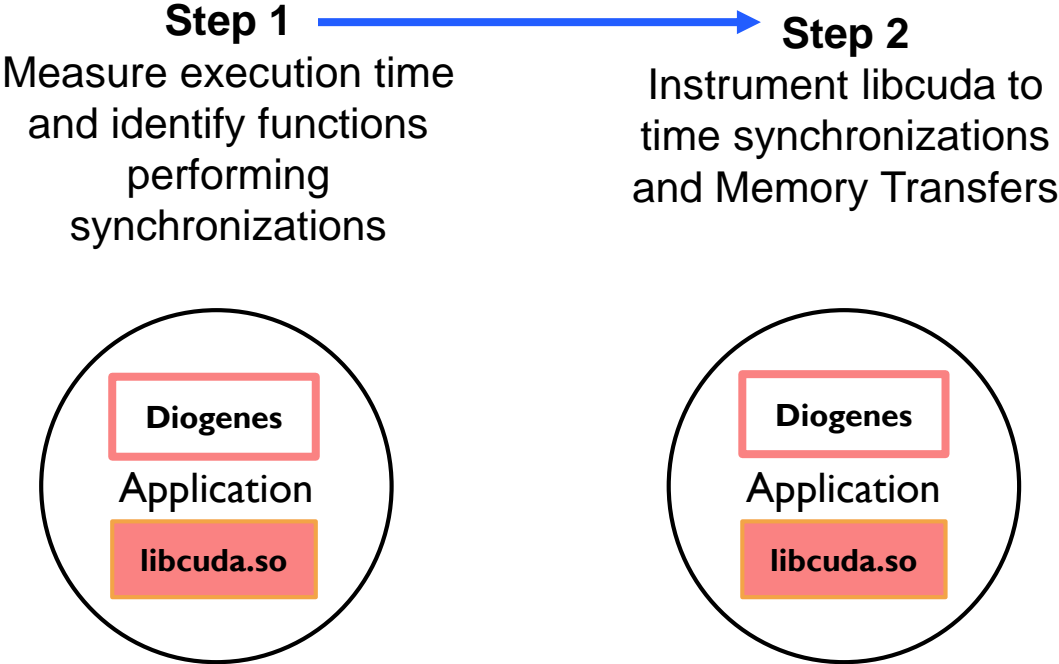 Step 1
Measure execution time
and identify functions
performing
synchronizations
Step 2
Instrument libcuda to
time synchronizations
and Memory Transfers
Diogenes
Application
libcuda.so
Diogenes
Application
libcuda.so